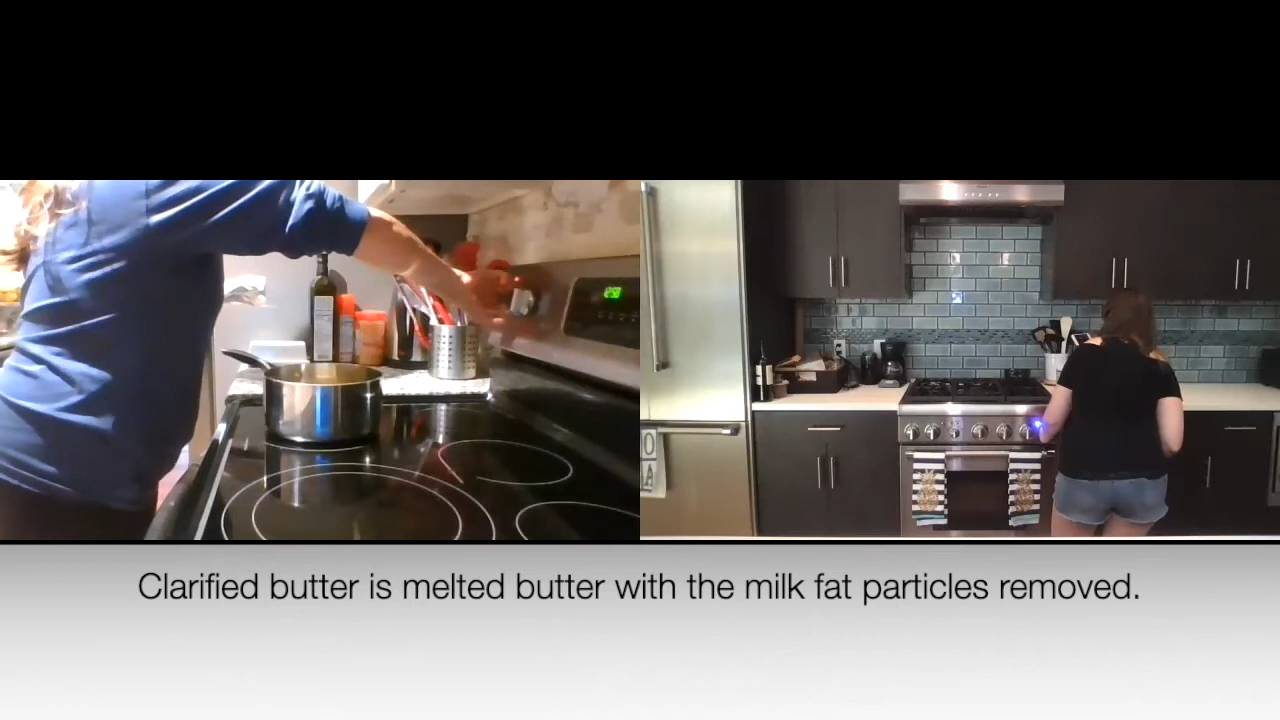 Clarified butter is melted butter with the milk fat particles removed.